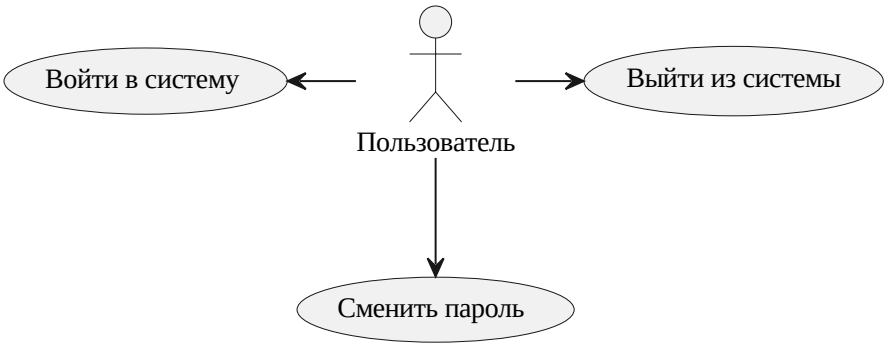 Войти в систему
Выйти из системы
Пользователь
Сменить пароль